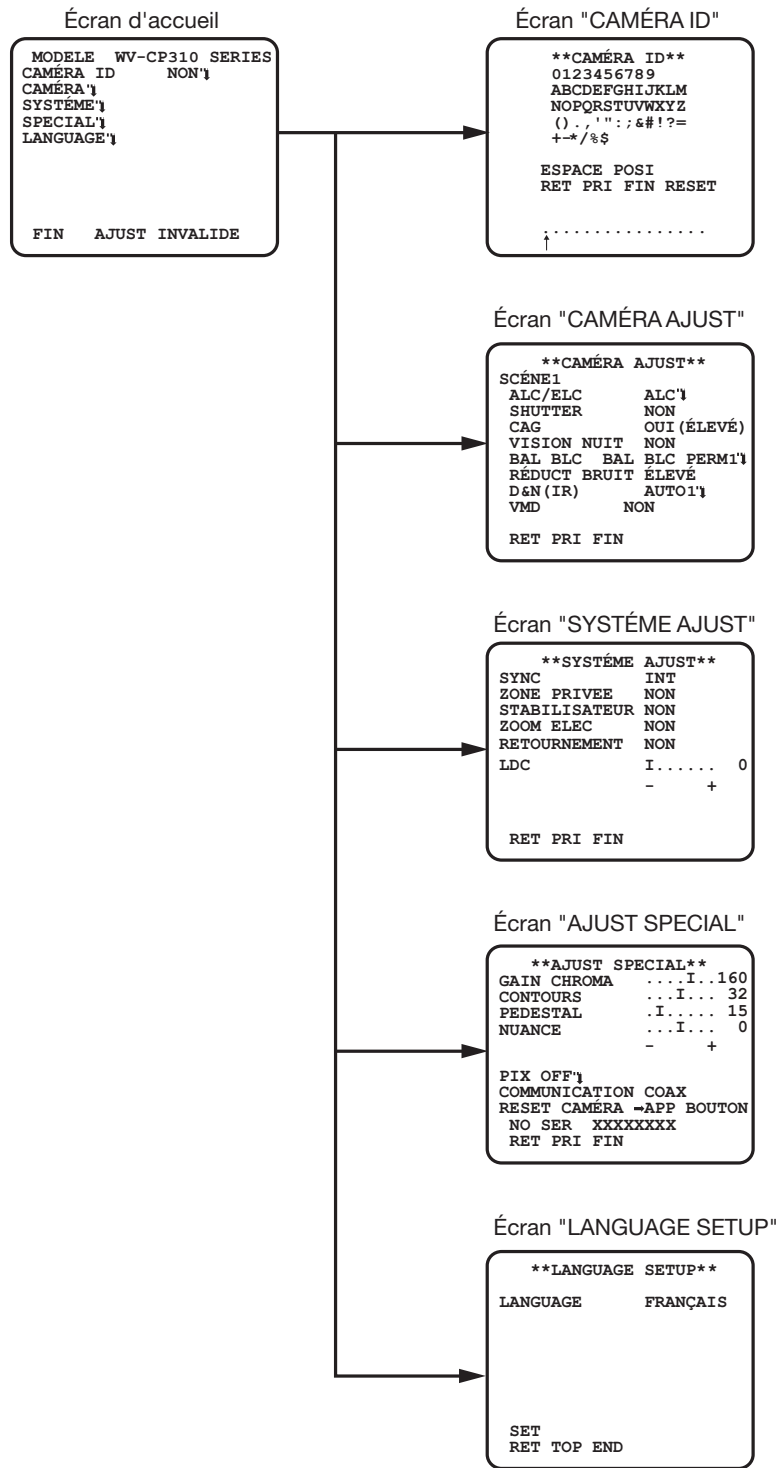 Écran d'accueil
MODELE WV-CP310 SERIES
CAMÉRA ID NON
CAMÉRA
SYSTÉME
SPECIAL
LANGUAGE
FIN AJUST INVALIDE
Écran "CAMÉRA ID"
**CAMÉRA ID**
0123456789
ABCDEFGHIJKLM
NOPQRSTUVWXYZ
().,'":;&#!?=
+-*/%$
ESPACE POSI
RET PRI FIN RESET
................
↑
Écran "CAMÉRA AJUST"
**CAMÉRA AJUST**
SCÉNE1
ALC/ELC ALC
SHUTTER NON
CAG OUI(ÉLEVÉ)
VISION NUIT NON
BAL BLC BAL BLC PERM1
RÉDUCT BRUIT ÉLEVÉ
D&N(IR) AUTO1
VMD NON
RET PRI FIN
Écran "SYSTÉME AJUST"
**SYSTÉME AJUST**
SYNC INT
ZONE PRIVEE NON
STABILISATEUR NON
ZOOM ELEC NON
RETOURNEMENT NON
LDC I...... 0
- +
RET PRI FIN
Écran "AJUST SPECIAL"
**AJUST SPECIAL**
GAIN CHROMA ....I..160
CONTOURS ...I... 32
PEDESTAL .I..... 15
NUANCE ...I... 0
- +
PIX OFF
COMMUNICATION COAX
RESET CAMÉRA →APP BOUTON
NO SER XXXXXXXX
RET PRI FIN
Écran "LANGUAGE SETUP"
**LANGUAGE SETUP**
LANGUAGE FRANÇAIS
SET
RET TOP END